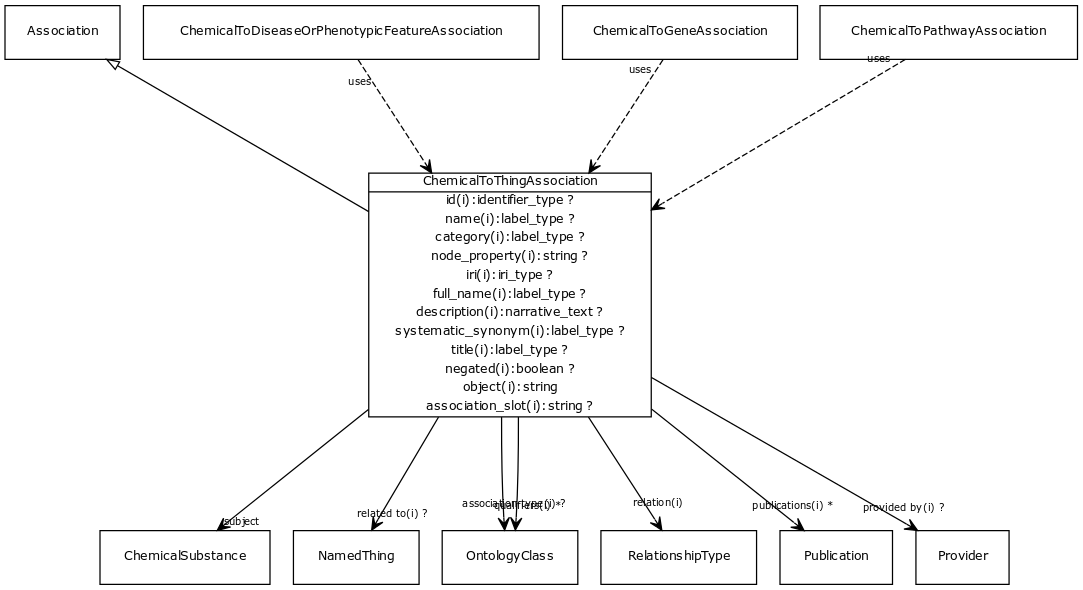 Association
ChemicalToDiseaseOrPhenotypicFeatureAssociation
ChemicalToGeneAssociation
ChemicalToPathwayAssociation
uses
uses
uses
ChemicalToThingAssociation
id(i):identifier_type ?
name(i):label_type ?
category(i):label_type ?
node_property(i):string ?
iri(i):iri_type ?
full_name(i):label_type ?
description(i):narrative_text ?
systematic_synonym(i):label_type ?
title(i):label_type ?
negated(i):boolean ?
object(i):string
association_slot(i):string ?
subject
related to(i) ?
association type(i) ?
qualifiers(i) *
relation(i)
publications(i) *
provided by(i) ?
ChemicalSubstance
NamedThing
OntologyClass
RelationshipType
Publication
Provider